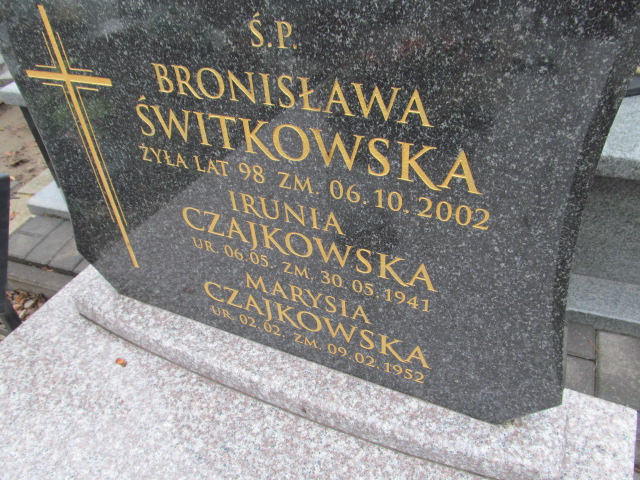 Ś.P.
BRONISŁAWA
ŚWITKOWSKA
ŻYŁA LAT 98 ZM. 06.10.2002
IRUNIA
CZAJKOWSKA
UR. 06.05. ZM. 30.05.1941
MARYSIA
CZAJKOWSKA
UR. 02.02. ZM. 09.02.1952